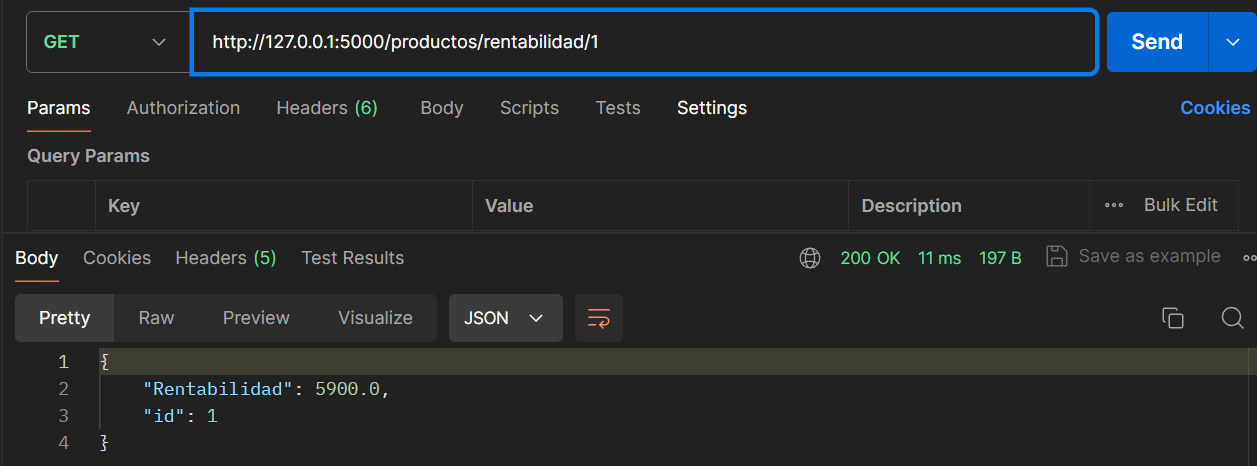 GET http://127.0.0.1:5000/productos/rentabilidad/1 Send
Params Authorization Headers (6) Body Scripts Tests Settings Cookies
Query Params
Key Value Description Bulk Edit
Body Cookies Headers (5) Test Results 200 OK 11 ms 197 B Save as example
Pretty Raw Preview Visualize JSON
1 {
2 "Rentabilidad": 5900.0,
3 "id": 1
4 }